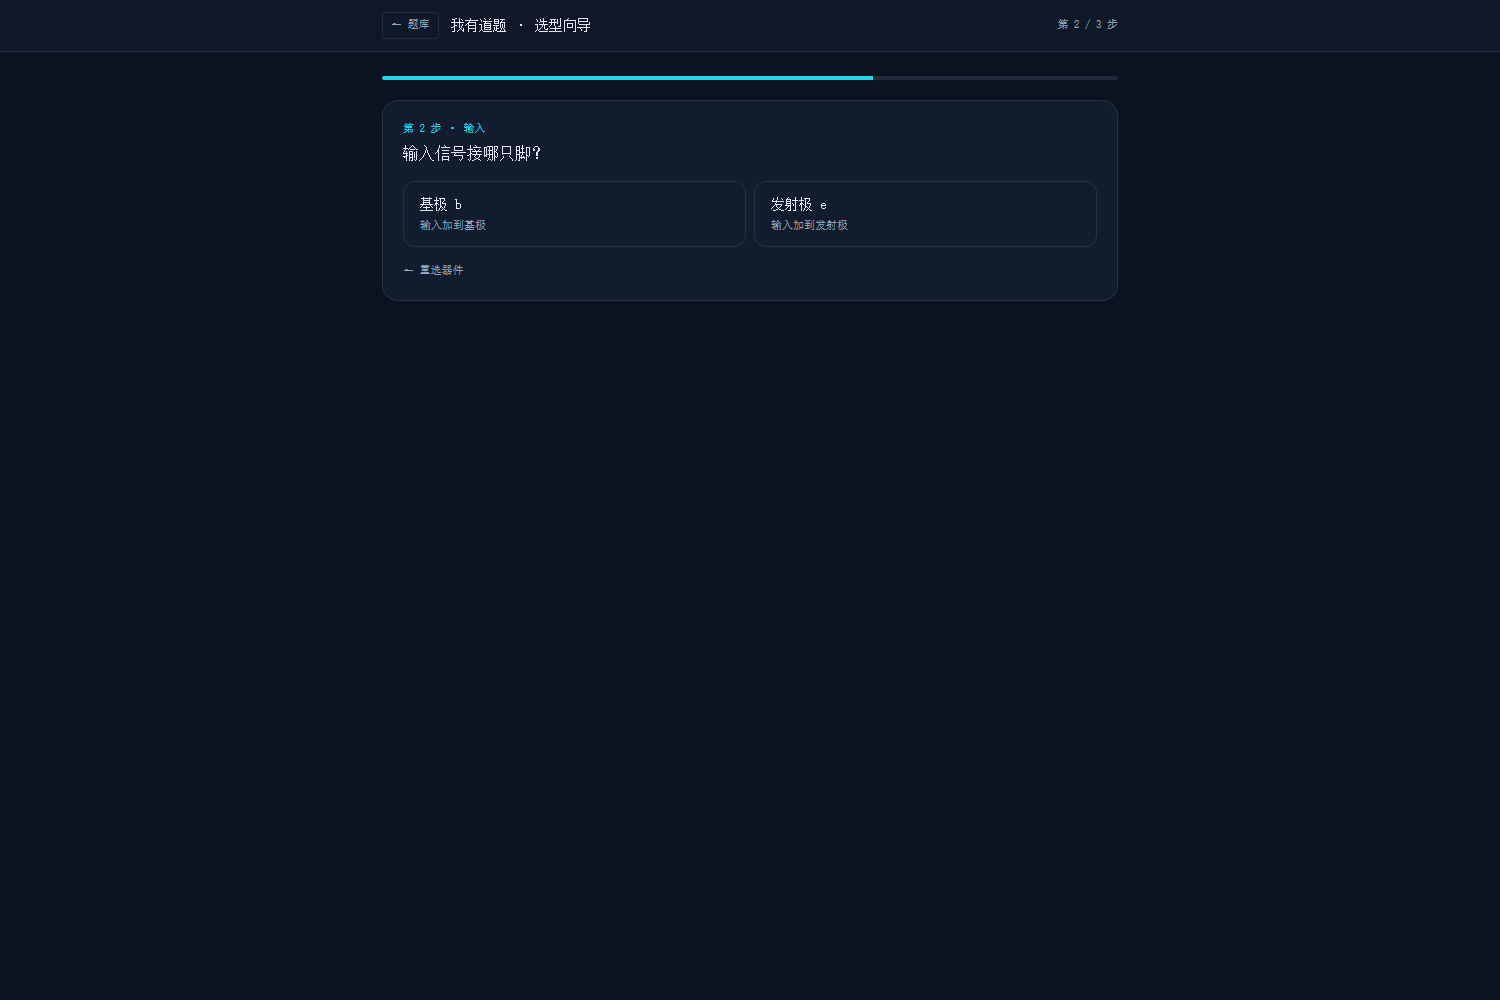 ← 题库
我有道题 · 选型向导
第 2 / 3 步
第 2 步 · 输入
输入信号接哪只脚?
基极 b
输入加到基极
发射极 e
输入加到发射极
← 重选器件